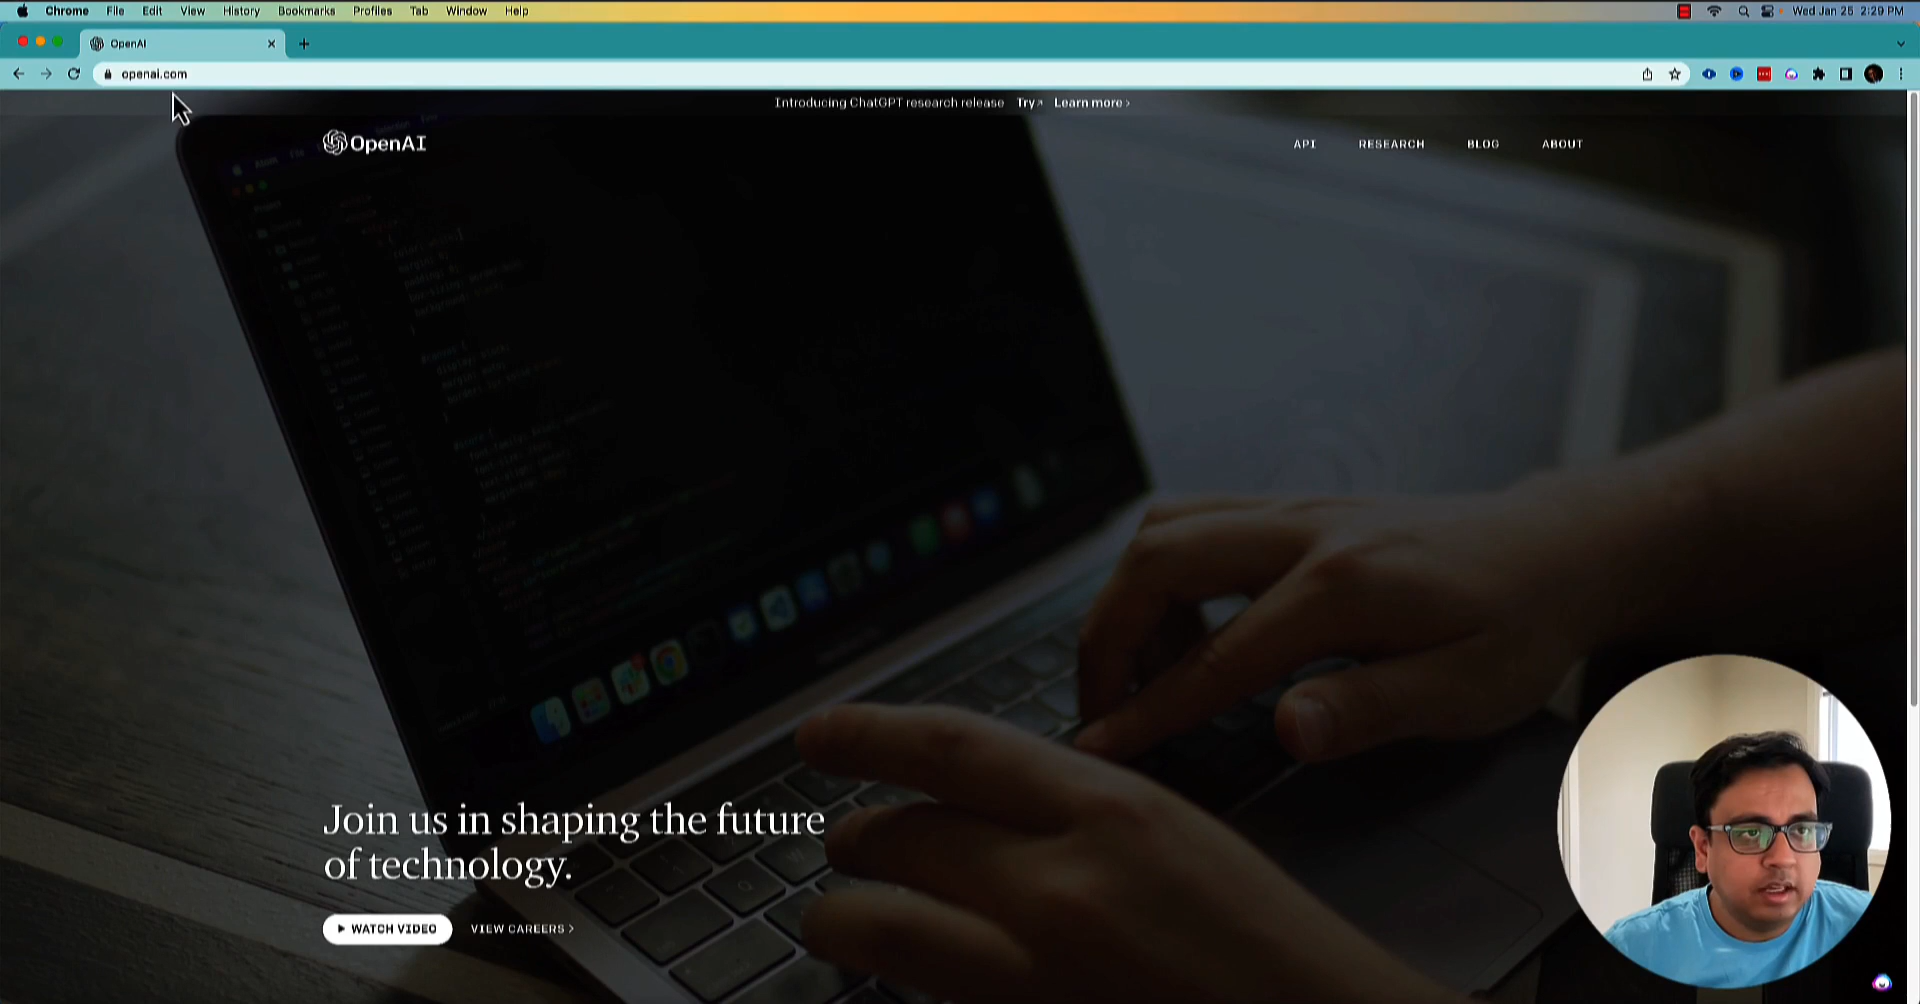 Chrome File Edit View History Bookmarks Profiles Tab Window Help Wed Jan 25 2:29 PM
OpenAI
openai.com
Introducing ChatGPT research release Try↗ Learn more ›
OpenAI
API RESEARCH BLOG ABOUT
Join us in shaping the future
of technology.
WATCH VIDEO VIEW CAREERS ›